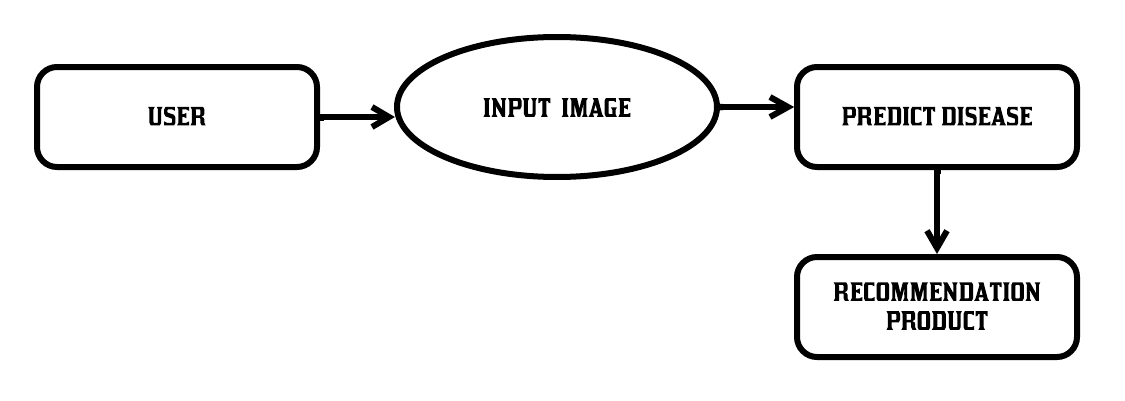 USER
INPUT IMAGE
PREDICT DISEASE
RECOMMENDATION
PRODUCT